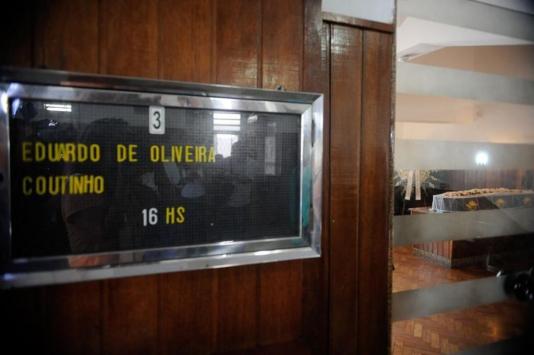 3
EDUARDO DE OLIVEIRA
COUTINHO
16 HS